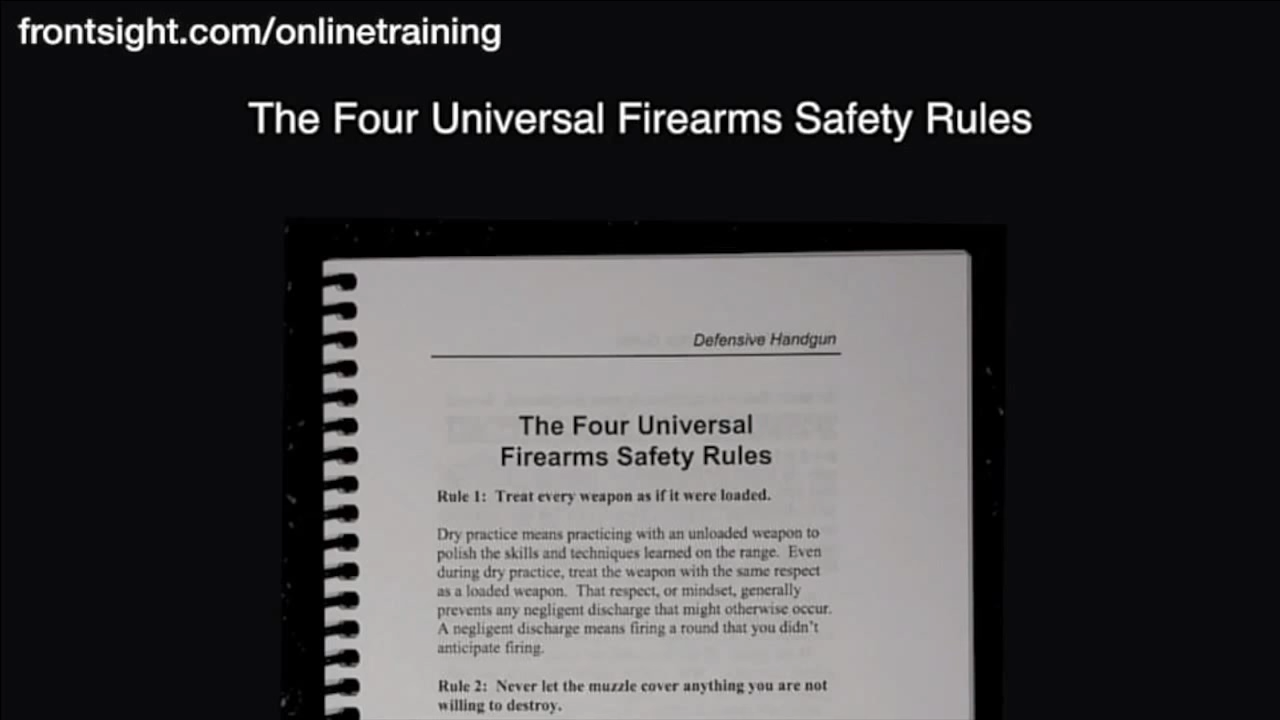 frontsight.com/onlinetraining
The Four Universal Firearms Safety Rules
Defensive Handgun
The Four Universal
Firearms Safety Rules
Rule 1: Treat every weapon as if it were loaded.
Dry practice means practicing with an unloaded weapon to
polish the skills and techniques learned on the range. Even
during dry practice, treat the weapon with the same respect
as a loaded weapon. That respect, or mindset, generally
prevents any negligent discharge that might otherwise occur.
A negligent discharge means firing a round that you didn't
anticipate firing.
Rule 2: Never let the muzzle cover anything you are not
willing to destroy.